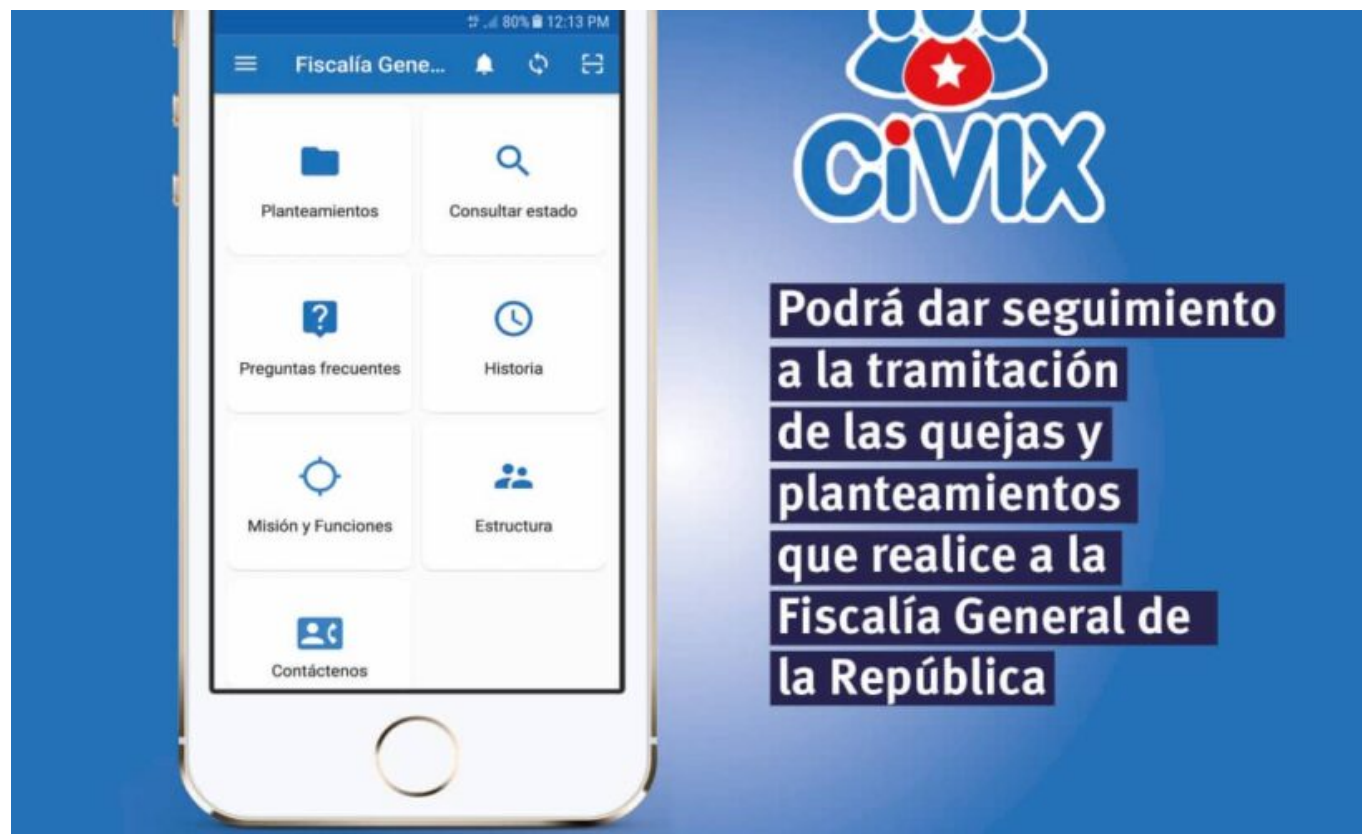 80% 12:13 PM
Fiscalía Gene...
Planteamientos
Consultar estado
Preguntas frecuentes
Historia
Misión y Funciones
Estructura
Contáctenos
CiVIX
Podrá dar seguimiento
a la tramitación
de las quejas y
planteamientos
que realice a la
Fiscalía General de
la República